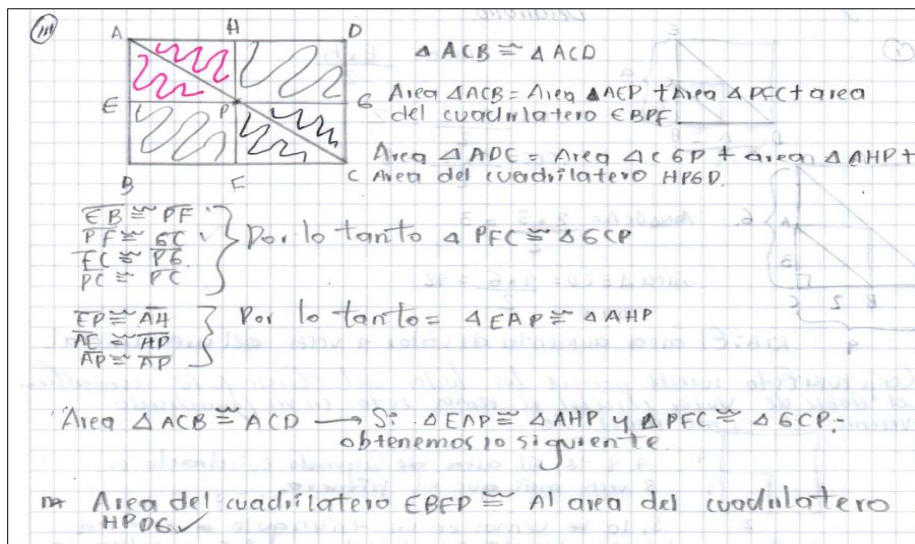 III
A H D
E P G
B F C
△ ACB ≅ △ ACD
Area △ACB = Area △AEP + Area △ PFC + area
del cuadrilatero EBPF.
Area △ ADC = Area △ C G P + area △ AHP +
Area del cuadrilatero HPGD.
EB ≅ PF
PF ≅ GC
FC ≅ PG
PC ≅ PC
Por lo tanto △ PFC ≅ △ GCP
EP ≅ AH
AE ≅ HP
AP ≅ AP
Por lo tanto = △EAP ≅ △AHP
Area △ ACB ≅ ACD → Si △EAP ≅ △AHP y △PFC ≅ △ GCP,
obtenemos lo siguiente
Area del cuadrilatero EBFP ≅ Al area del cuadrilatero
HPDG ✓